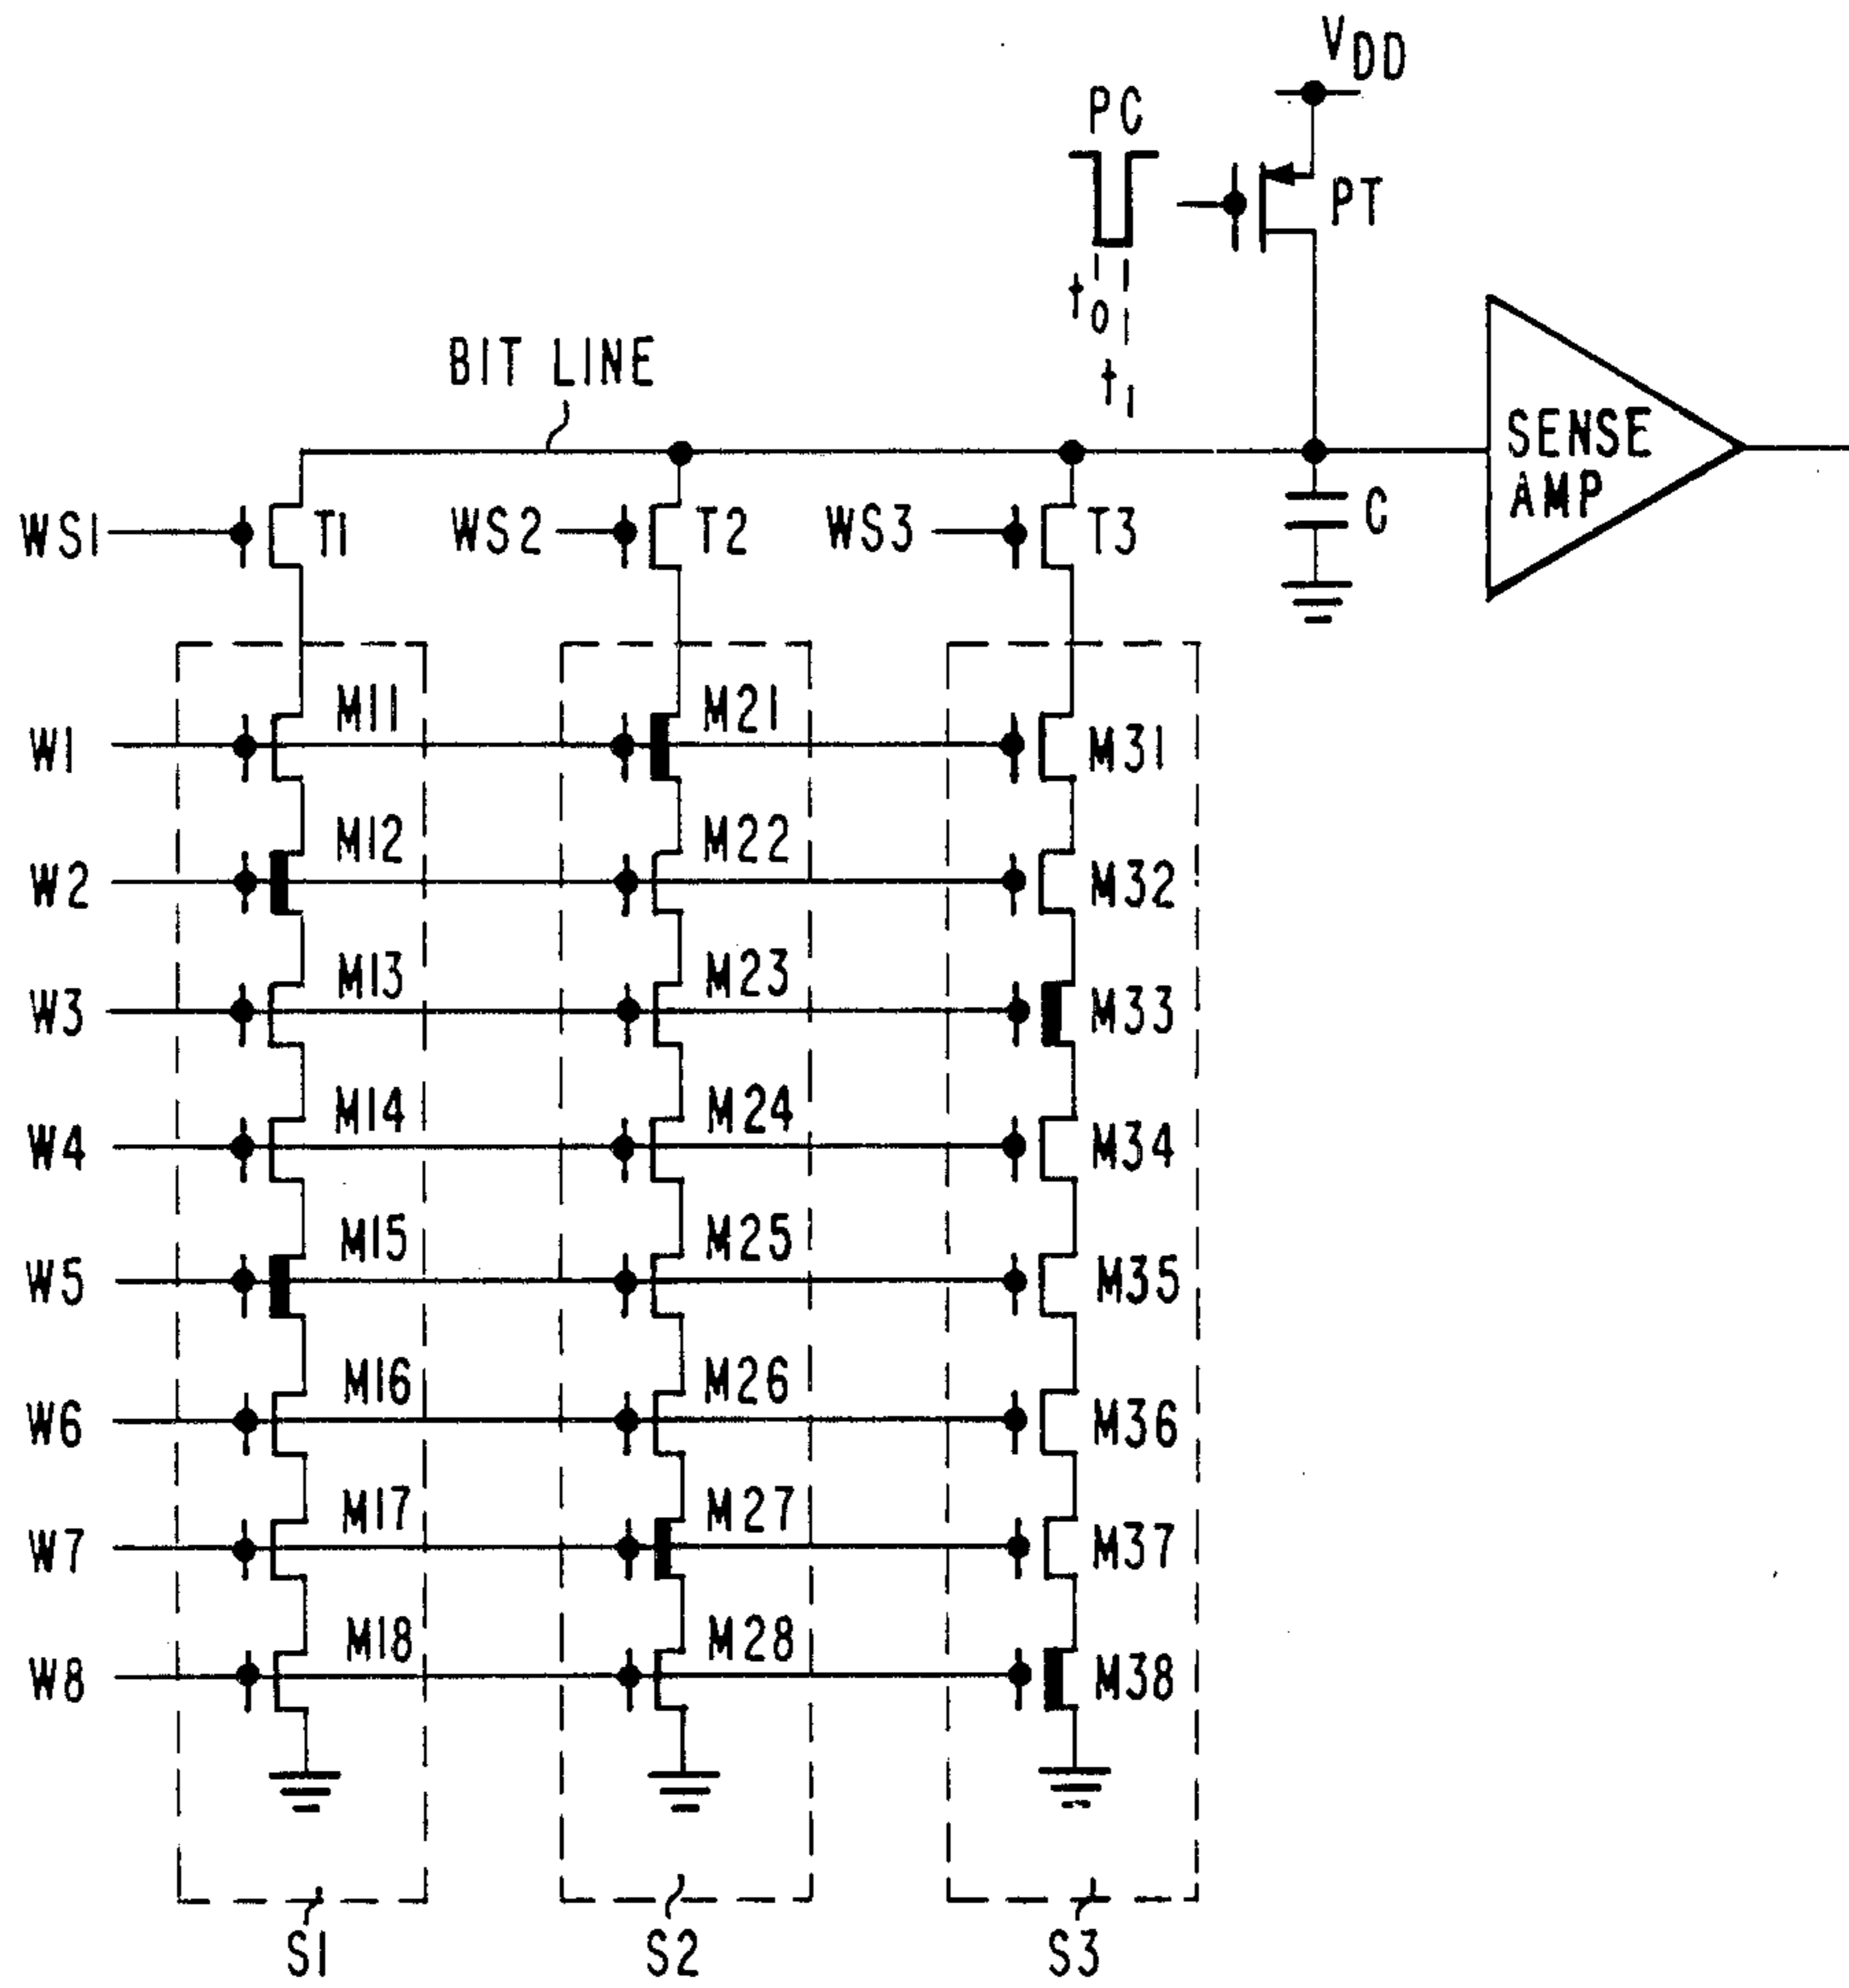 VDD
PC
PT
t0
t1
BIT LINE
SENSE
AMP
C
WS1
T1
WS2
T2
WS3
T3
W1
M11
M21
M31
W2
M12
M22
M32
W3
M13
M23
M33
W4
M14
M24
M34
W5
M15
M25
M35
W6
M16
M26
M36
W7
M17
M27
M37
W8
M18
M28
M38
S1
S2
S3